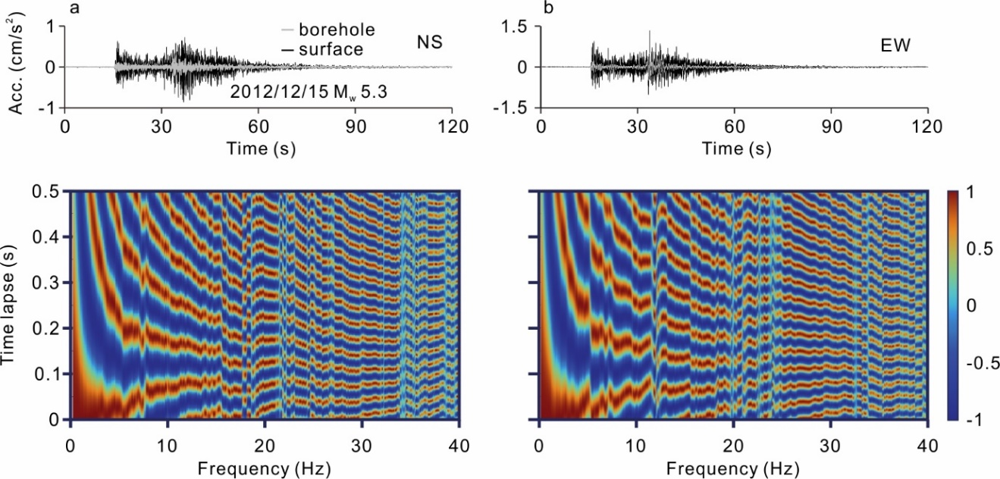 a
Acc. (cm/s²)
1
0
-1
borehole
surface
NS
2012/12/15 Mw 5.3
0 30 60 90 120
Time (s)
b
1.5
0
-1.5
EW
0 30 60 90 120
Time (s)
Time lapse (s)
0.5
0.4
0.3
0.2
0.1
0
0 10 20 30 40
Frequency (Hz)
0 10 20 30 40
Frequency (Hz)
1
0.5
0
-0.5
-1